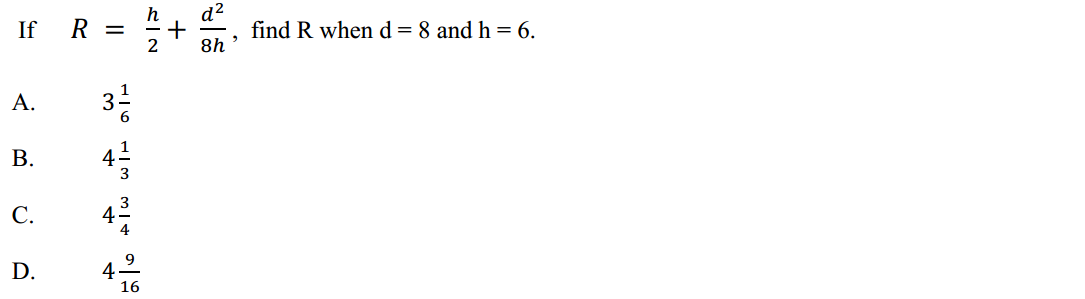 If R = h/2 + d²/8h, find R when d = 8 and h = 6.
A. 3 1/6
B. 4 1/3
C. 4 3/4
D. 4 9/16